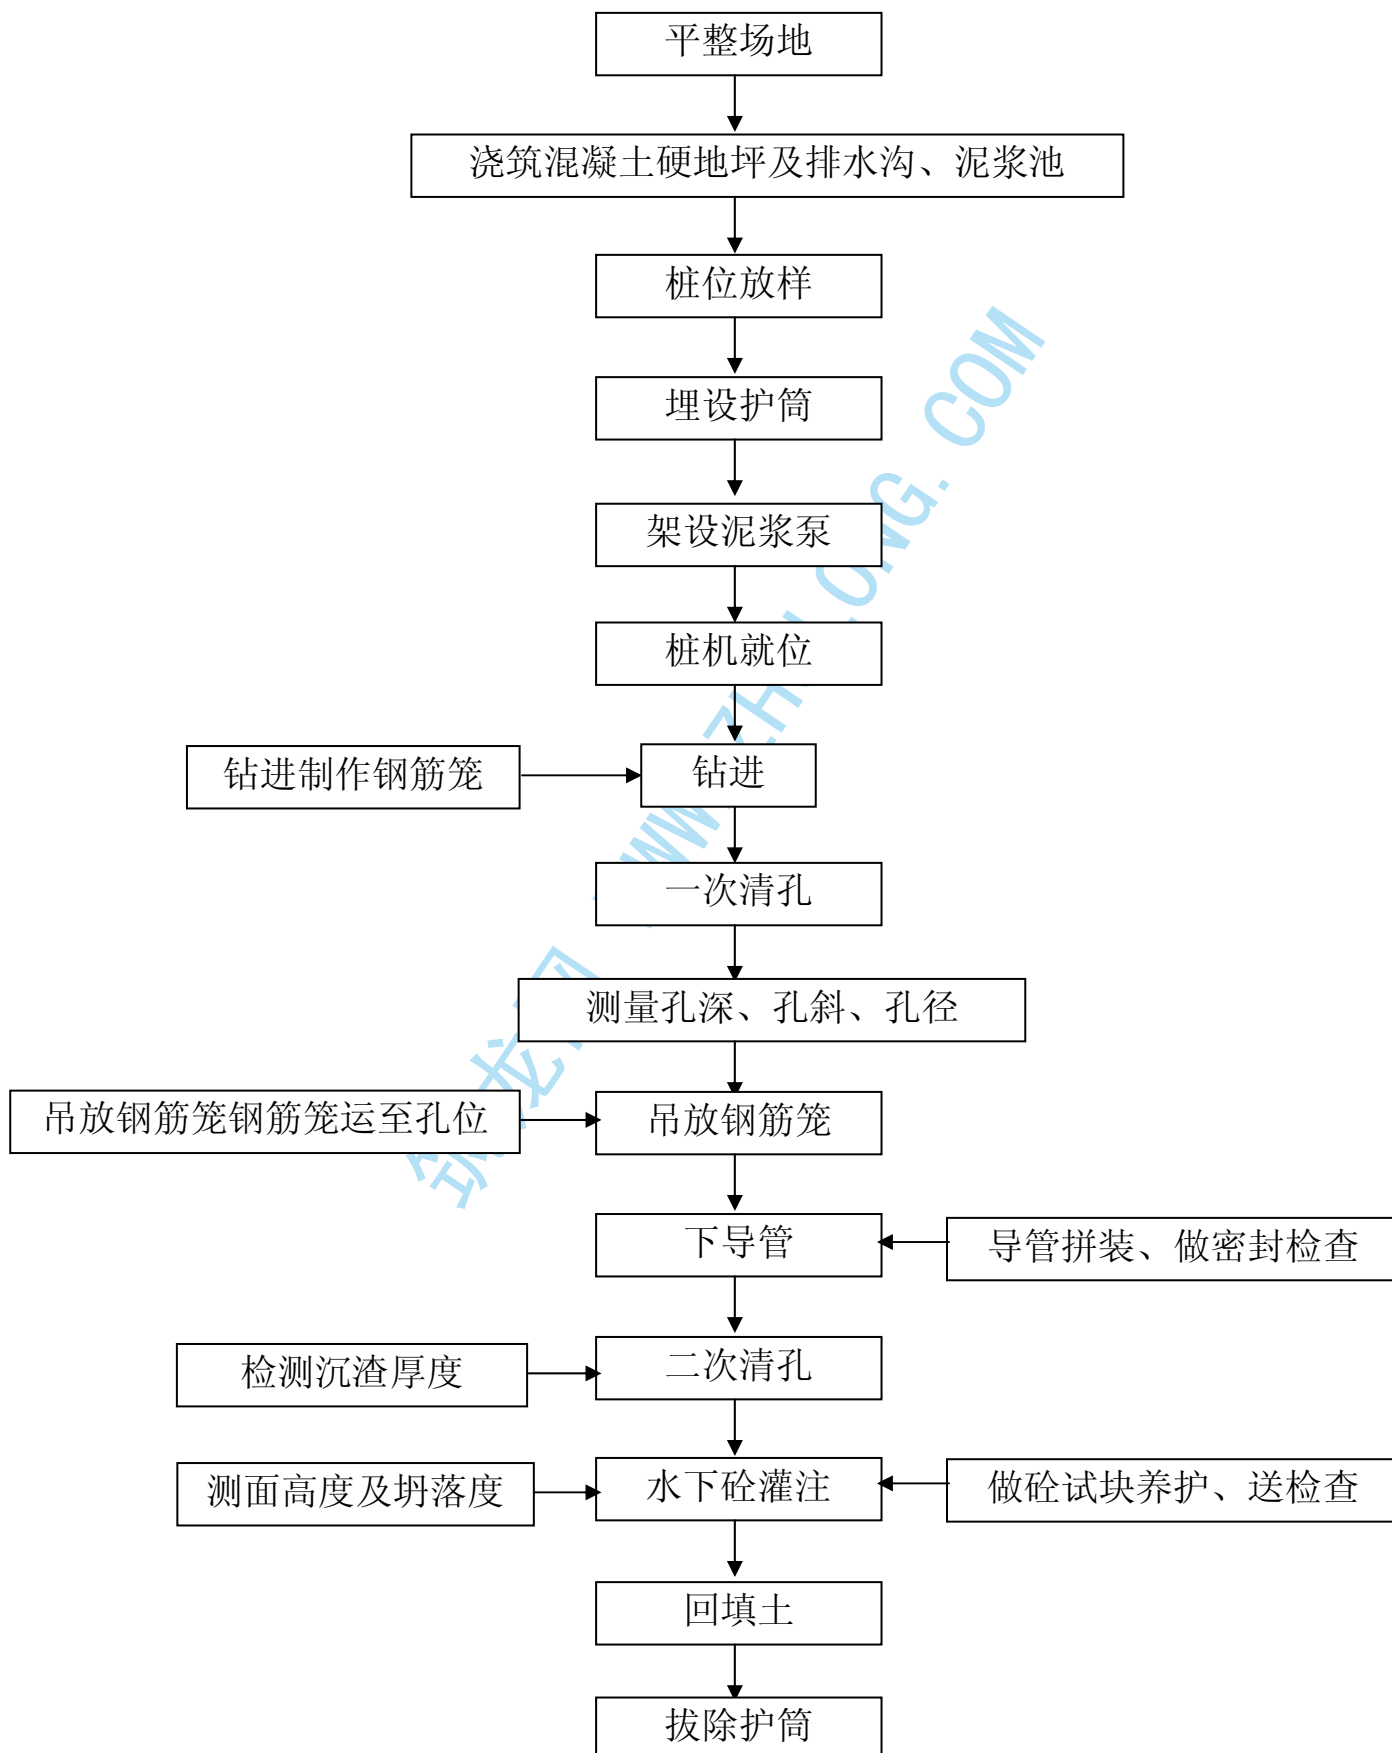 平整场地
浇筑混凝土硬地坪及排水沟、泥浆池
桩位放样
埋设护筒
架设泥浆泵
桩机就位
钻进制作钢筋笼
钻进
一次清孔
测量孔深、孔斜、孔径
吊放钢筋笼钢筋笼运至孔位
吊放钢筋笼
下导管
导管拼装、做密封检查
检测沉渣厚度
二次清孔
测面高度及坍落度
水下砼灌注
做砼试块养护、送检查
回填土
拔除护筒